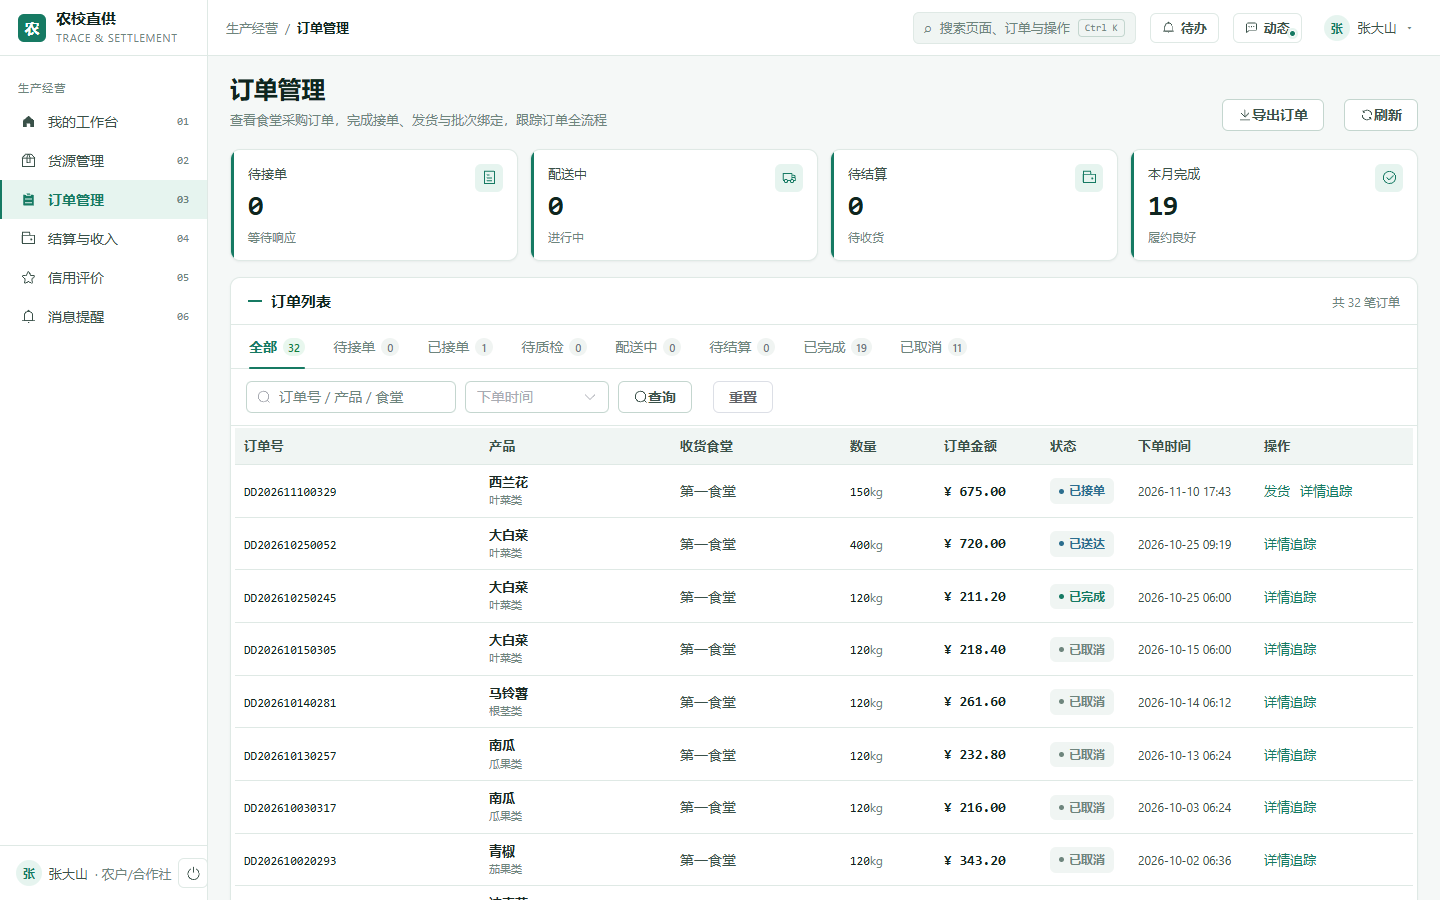 农校直供
TRACE & SETTLEMENT
生产经营 / 订单管理
搜索页面、订单与操作 Ctrl K
待办
动态
张 张大山
生产经营
我的工作台 01
货源管理 02
订单管理 03
结算与收入 04
信用评价 05
消息提醒 06
张 张大山 · 农户/合作社
订单管理
查看食堂采购订单，完成接单、发货与批次绑定，跟踪订单全流程
导出订单 刷新
待接单
0
等待响应
配送中
0
进行中
待结算
0
待收货
本月完成
19
履约良好
订单列表
共 32 笔订单
全部 32 待接单 0 已接单 1 待质检 0 配送中 0 待结算 0 已完成 19 已取消 11
订单号 / 产品 / 食堂 下单时间 查询 重置
订单号 产品 收货食堂 数量 订单金额 状态 下单时间 操作
DD202611100329 西兰花 叶菜类 第一食堂 150kg ¥ 675.00 已接单 2026-11-10 17:43 发货 详情追踪
DD202610250052 大白菜 叶菜类 第一食堂 400kg ¥ 720.00 已送达 2026-10-25 09:19 详情追踪
DD202610250245 大白菜 叶菜类 第一食堂 120kg ¥ 211.20 已完成 2026-10-25 06:00 详情追踪
DD202610150305 大白菜 叶菜类 第一食堂 120kg ¥ 218.40 已取消 2026-10-15 06:00 详情追踪
DD202610140281 马铃薯 根茎类 第一食堂 120kg ¥ 261.60 已取消 2026-10-14 06:12 详情追踪
DD202610130257 南瓜 瓜果类 第一食堂 120kg ¥ 232.80 已取消 2026-10-13 06:24 详情追踪
DD202610030317 南瓜 瓜果类 第一食堂 120kg ¥ 216.00 已取消 2026-10-03 06:24 详情追踪
DD202610020293 青椒 茄果类 第一食堂 120kg ¥ 343.20 已取消 2026-10-02 06:36 详情追踪